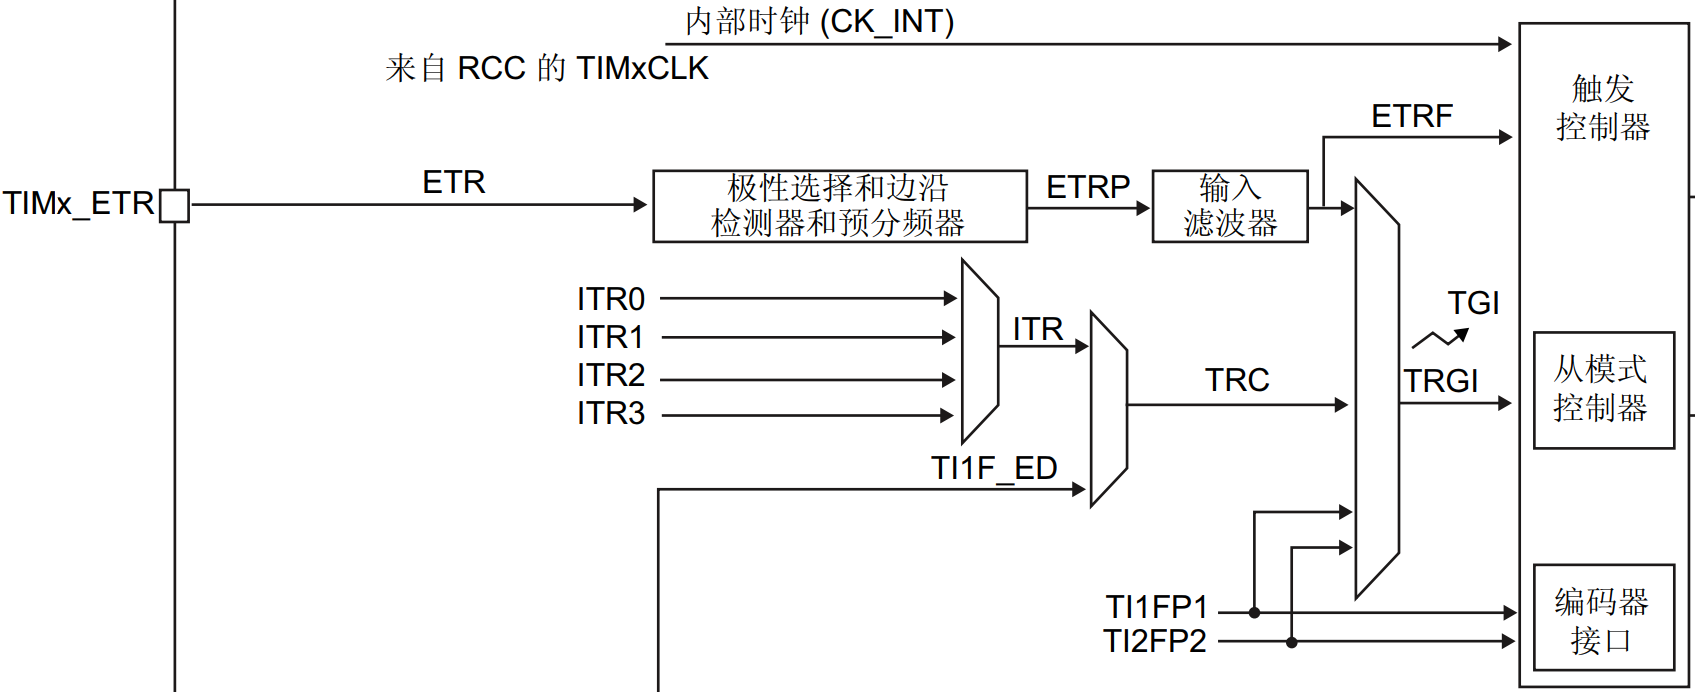 内部时钟 (CK_INT)
来自 RCC 的 TIMxCLK
触发
控制器
ETRF
TIMx_ETR
ETR
极性选择和边沿
检测器和预分频器
ETRP
输入
滤波器
ITR0
ITR1
ITR2
ITR3
ITR
TGI
TRC
TRGI
从模式
控制器
TI1F_ED
TI1FP1
TI2FP2
编码器
接口